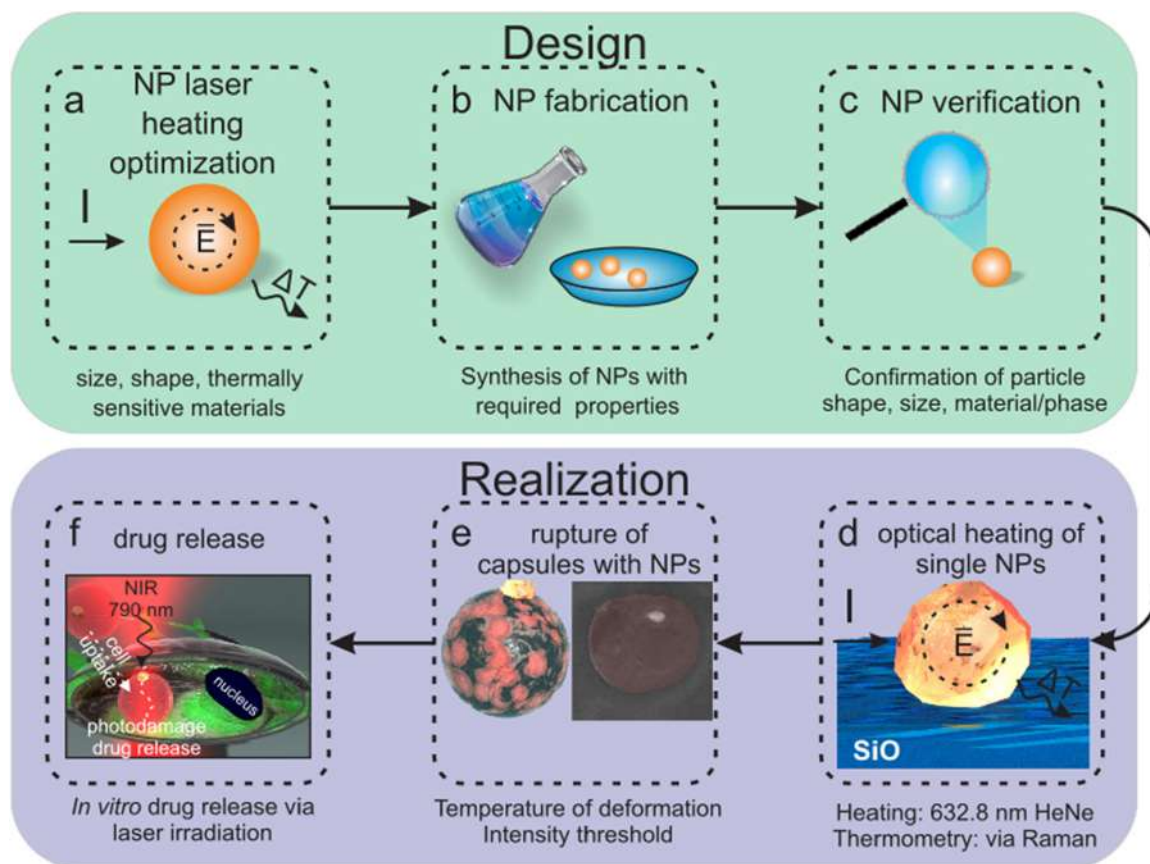 Design
a
NP laser
heating
optimization
I
Ē
ΔT
size, shape, thermally
sensitive materials
b
NP fabrication
Synthesis of NPs with
required properties
c
NP verification
Confirmation of particle
shape, size, material/phase
Realization
d
optical heating of
single NPs
I
Ē
ΔT
SiO
Heating: 632.8 nm HeNe
Thermometry: via Raman
e
rupture of
capsules with NPs
Temperature of deformation
Intensity threshold
f
drug release
NIR
790 nm
cell
uptake
nucleus
photodamage
drug release
In vitro drug release via
laser irradiation